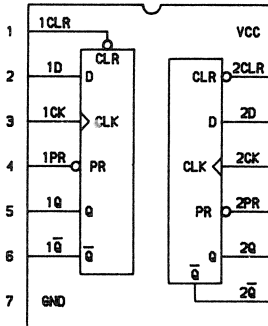 1 1CLR VCC
CLR
2 1D D CLR 2CLR
3 1CK CLK D 2D
4 1PR PR CLK 2CK
5 1Q Q PR 2PR
6 1Q̅ Q̅ Q 2Q
Q̅
7 GND 2Q̅